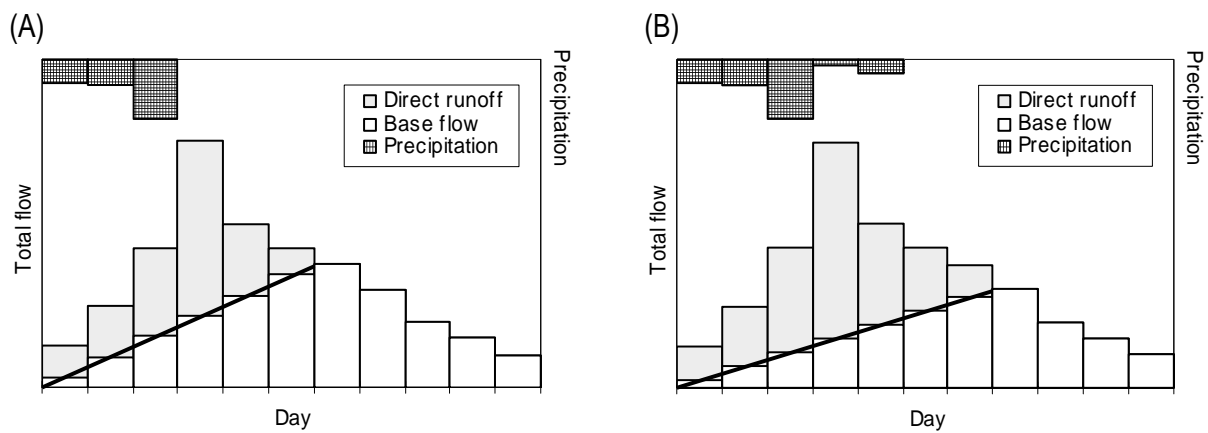 (A)
Total flow
Direct runoff
Base flow
Precipitation
Precipitation
Day
(B)
Total flow
Direct runoff
Base flow
Precipitation
Precipitation
Day